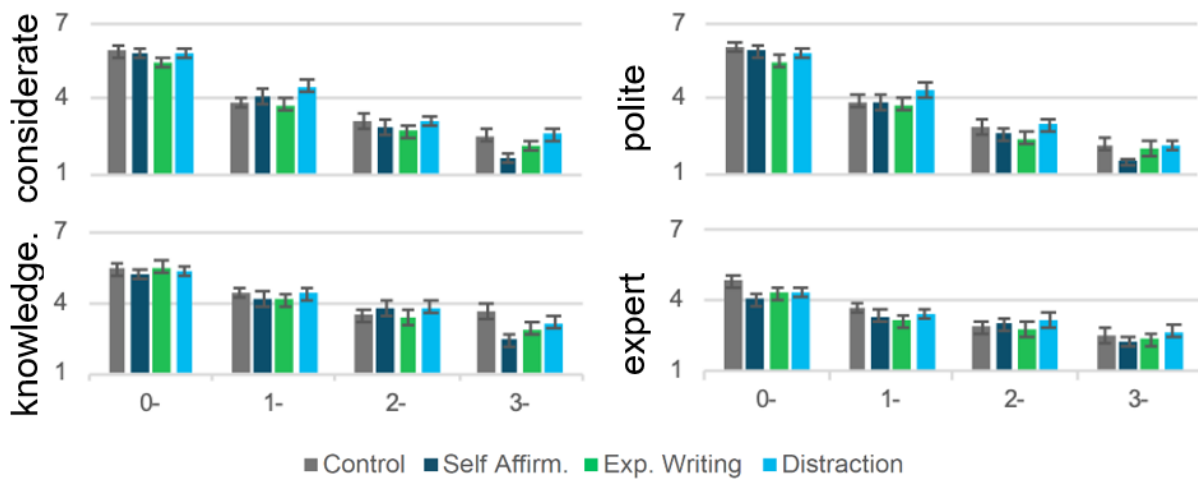 considerate
7
4
1
polite
7
4
1
knowledge.
7
4
1
0- 1- 2- 3-
expert
7
4
1
0- 1- 2- 3-
Control Self Affirm. Exp. Writing Distraction